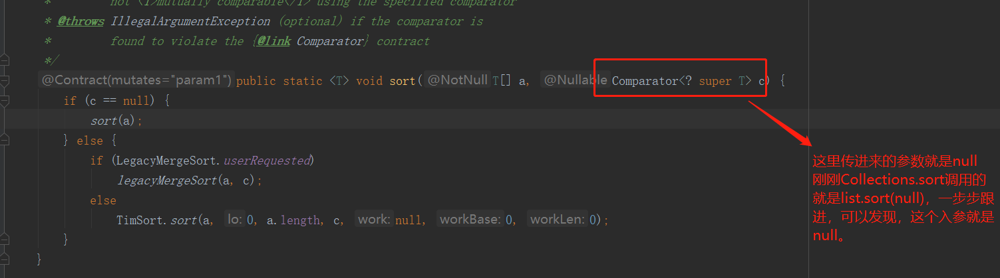 *        not <I>mutually comparable</I> using the specified comparator
* @throws IllegalArgumentException (optional) if the comparator is
*         found to violate the {@link Comparator} contract
*/
@Contract(mutates="param1") public static <T> void sort( @NotNull T[] a, @Nullable Comparator<? super T> c) {
if (c == null) {
sort(a);
} else {
if (LegacyMergeSort.userRequested)
legacyMergeSort(a, c);
else
TimSort.sort(a, lo: 0, a.length, c, work: null, workBase: 0, workLen: 0);
}
}
这里传进来的参数就是null
刚刚Collections.sort调用的
就是list.sort(null)，一步步跟
进，可以发现，这个入参就是
null。